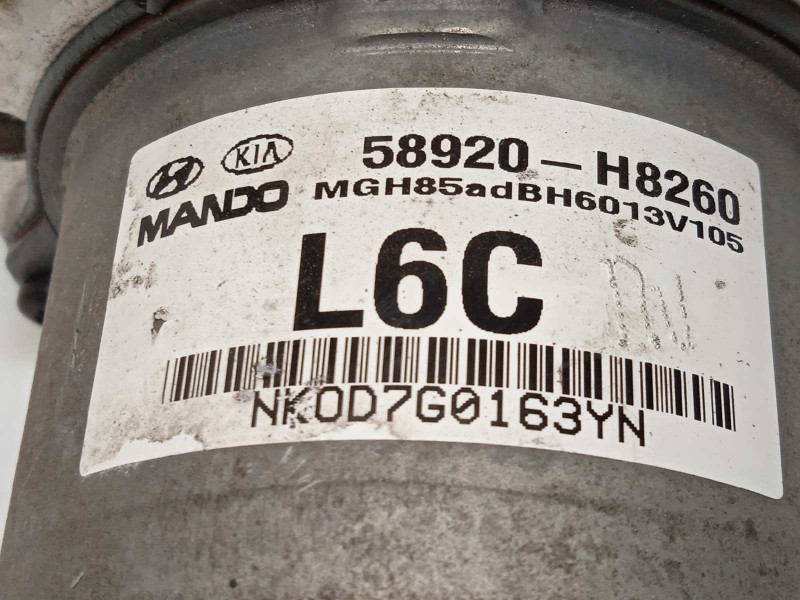 KIA 58920-H8260
MANDO MGH85adBH6013V105
L6C
NK0D7G0163YN